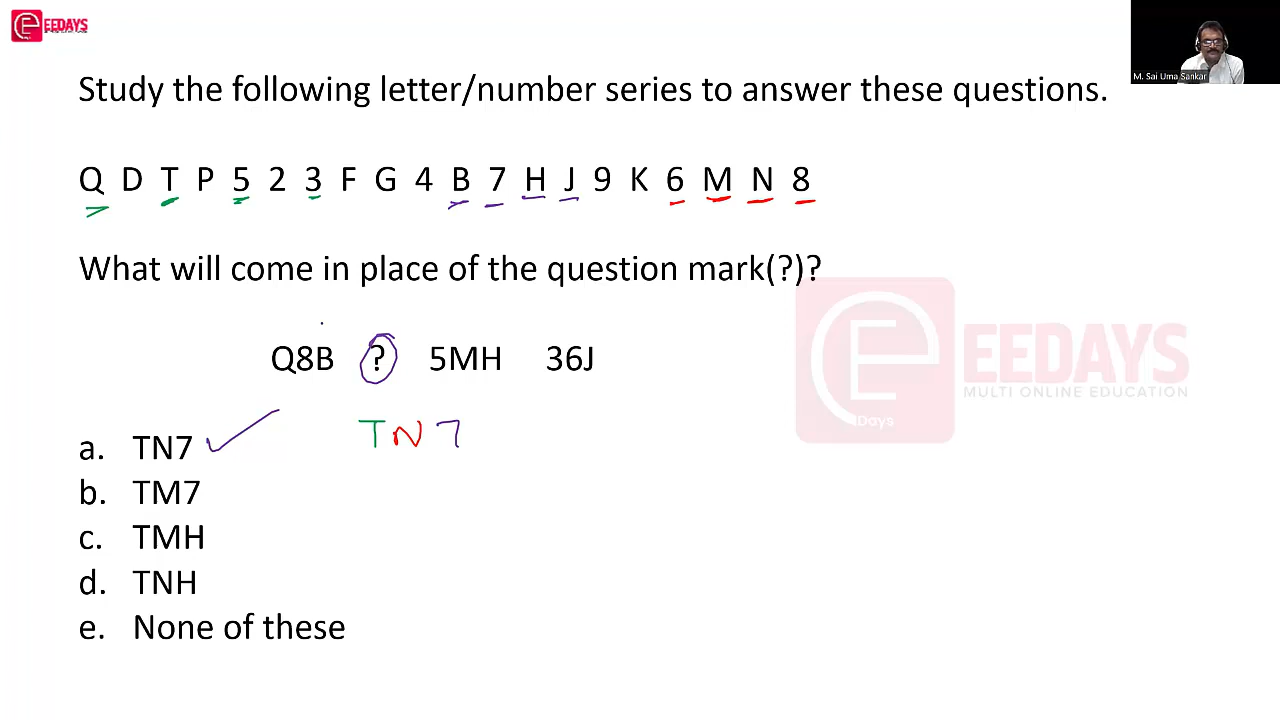 EEDAYS
M. Sai Uma Sankar
Study the following letter/number series to answer these questions.
Q D T P 5 2 3 F G 4 B 7 H J 9 K 6 M N 8
What will come in place of the question mark(?)?
Q8B ? 5MH 36J
TN7
a. TN7
b. TM7
c. TMH
d. TNH
e. None of these
EEDAYS
MULTI ONLINE EDUCATION
Days